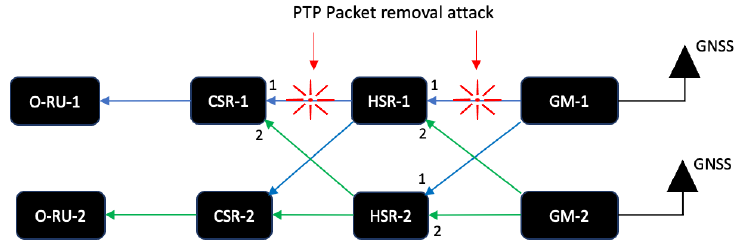 PTP Packet removal attack
GNSS
1
1
O-RU-1
CSR-1
HSR-1
GM-1
2
2
GNSS
1
O-RU-2
CSR-2
HSR-2
GM-2
2